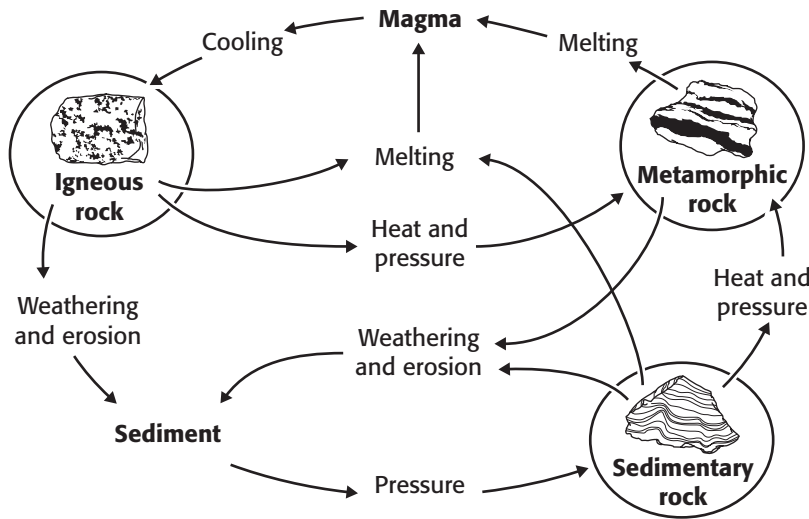 Magma
Cooling
Melting
Igneous
rock
Melting
Metamorphic
rock
Heat and
pressure
Heat and
pressure
Weathering
and erosion
Weathering
and erosion
Sediment
Pressure
Sedimentary
rock